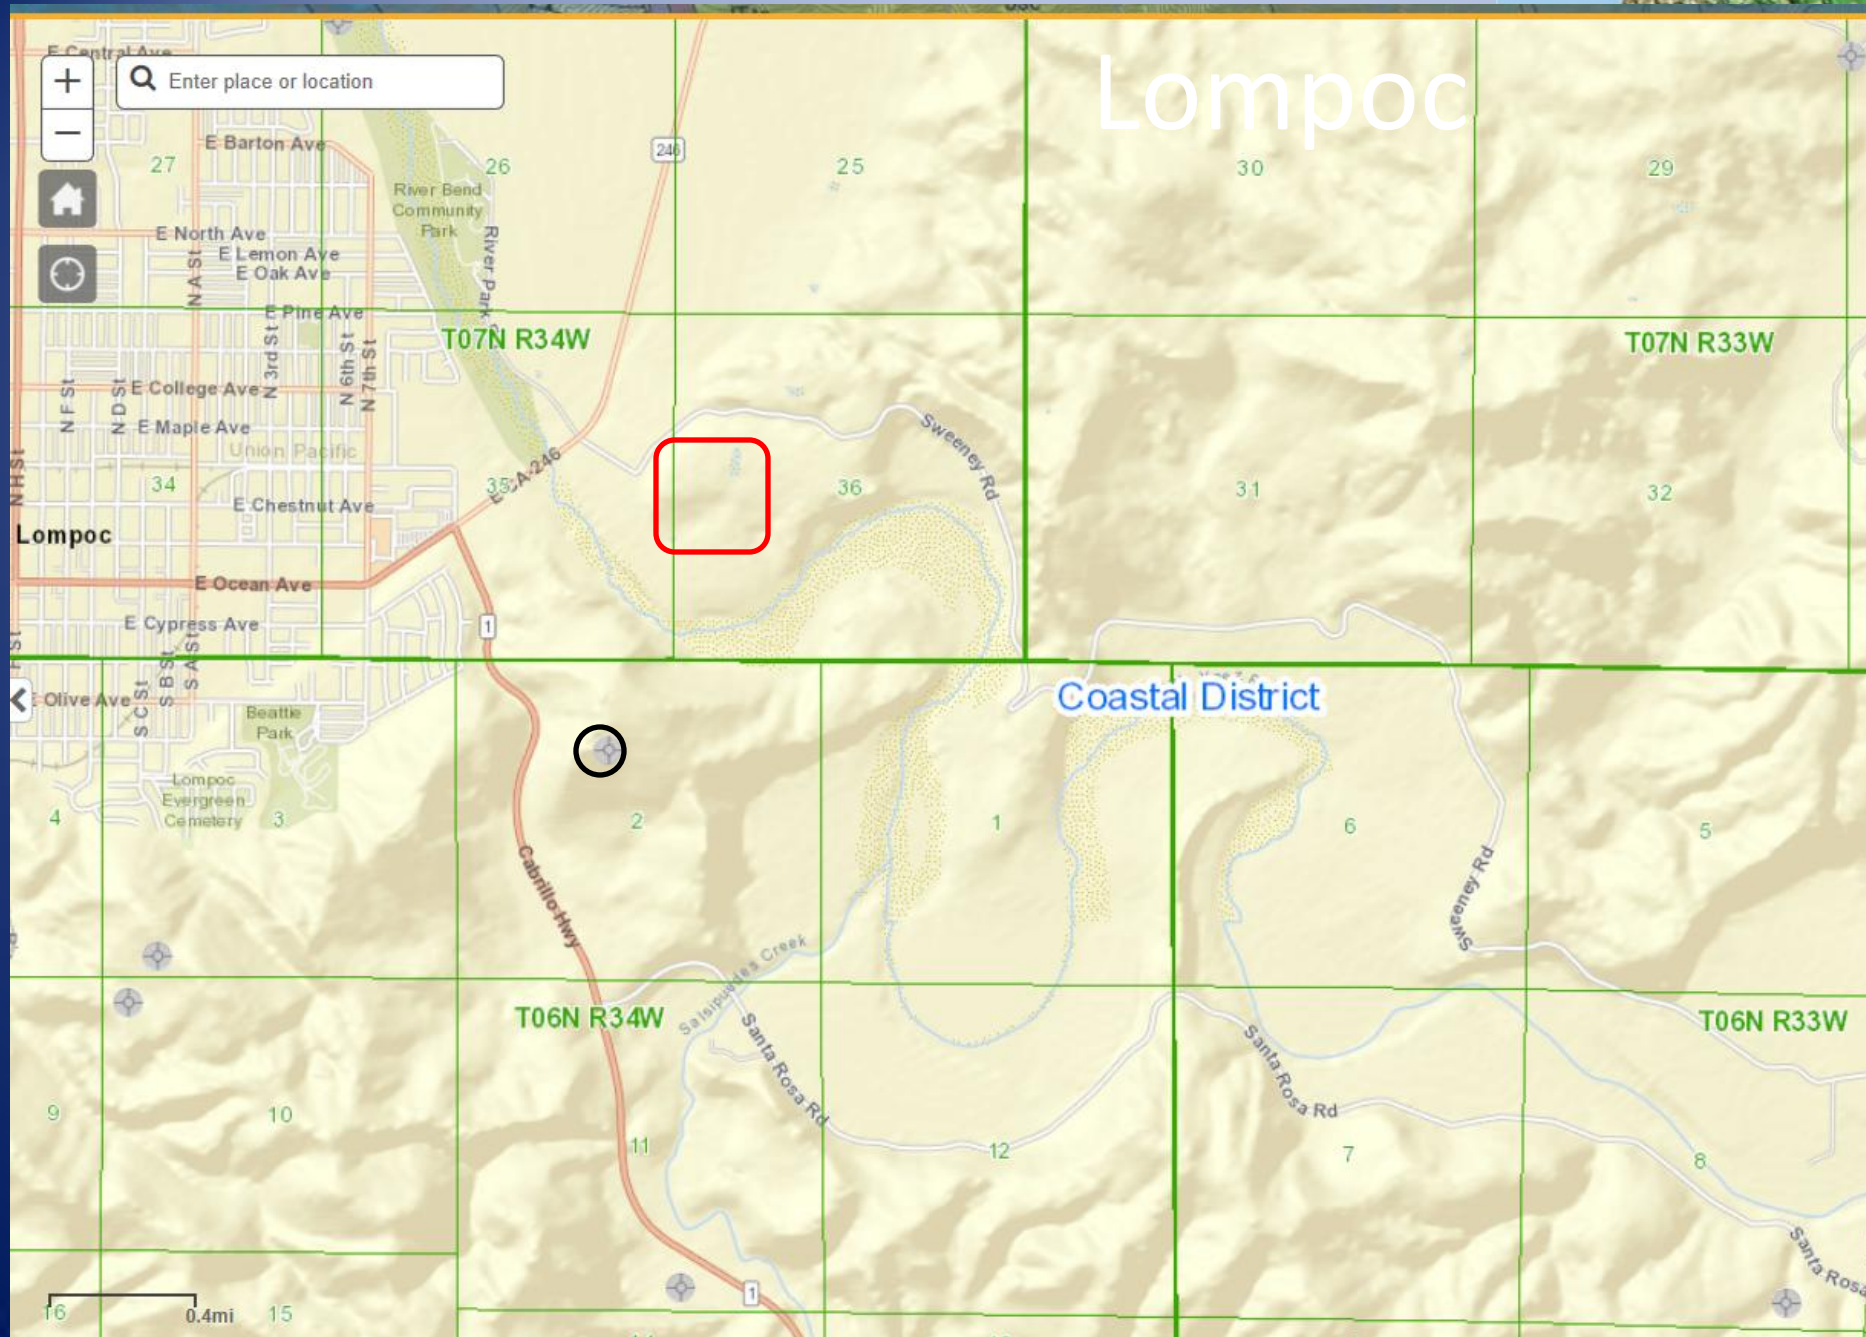 Lompoc
E Central Ave
+
Enter place or location
−
E Barton Ave
246
27
26
25
30
29
River Bend
Community
Park
E North Ave
N A St
E Lemon Ave
E Oak Ave
River Park
E Pine Ave
T07N R34W
T07N R33W
N 3rd St
N 6th St
N 7th St
N F St
N D St
E College Ave
E Maple Ave
Union Pacific
Sweeney Rd
E CA-246
N H St
34
35
36
31
32
E Chestnut Ave
Lompoc
E Ocean Ave
E Cypress Ave
1
S A St
S B St
S C St
E Olive Ave
Beattie
Park
Coastal District
Lompoc
Evergreen
Cemetery
4
3
2
1
6
5
Cabrillo Hwy
Sweeney Rd
Salsipuedes Creek
T06N R34W
T06N R33W
Santa Rosa Rd
Santa Rosa Rd
9
10
11
12
7
8
Santa Rosa
1
0.4mi
16
15